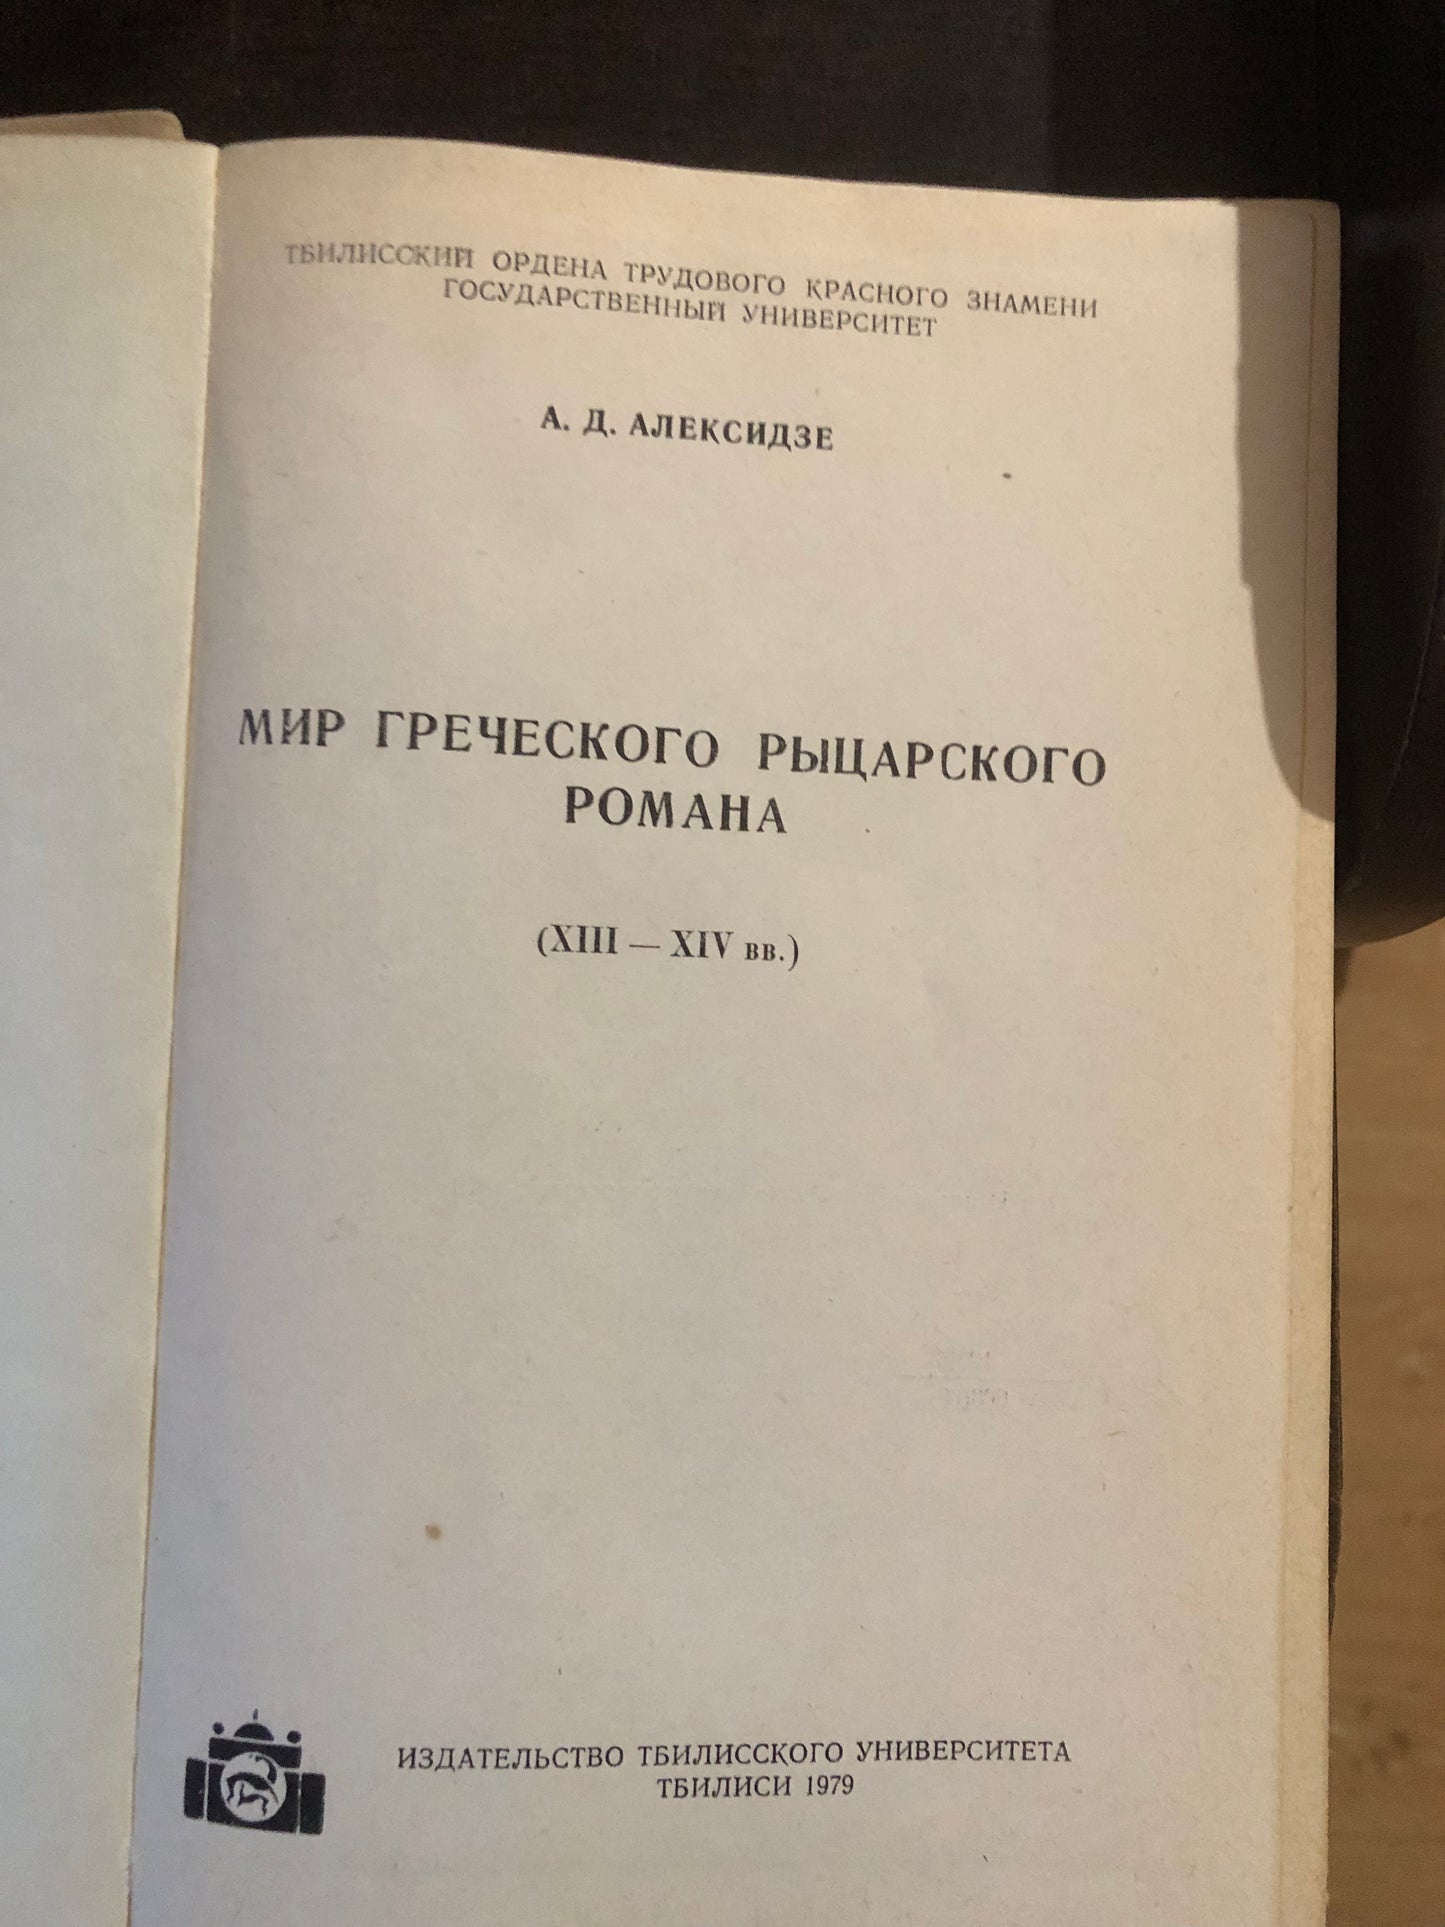 ТБИЛИССКИЙ ОРДЕНА ТРУДОВОГО КРАСНОГО ЗНАМЕНИ
ГОСУДАРСТВЕННЫЙ УНИВЕРСИТЕТ
А. Д. АЛЕКСИДЗЕ
МИР ГРЕЧЕСКОГО РЫЦАРСКОГО
РОМАНА
(XIII — XIV вв.)
ИЗДАТЕЛЬСТВО ТБИЛИССКОГО УНИВЕРСИТЕТА
ТБИЛИСИ 1979